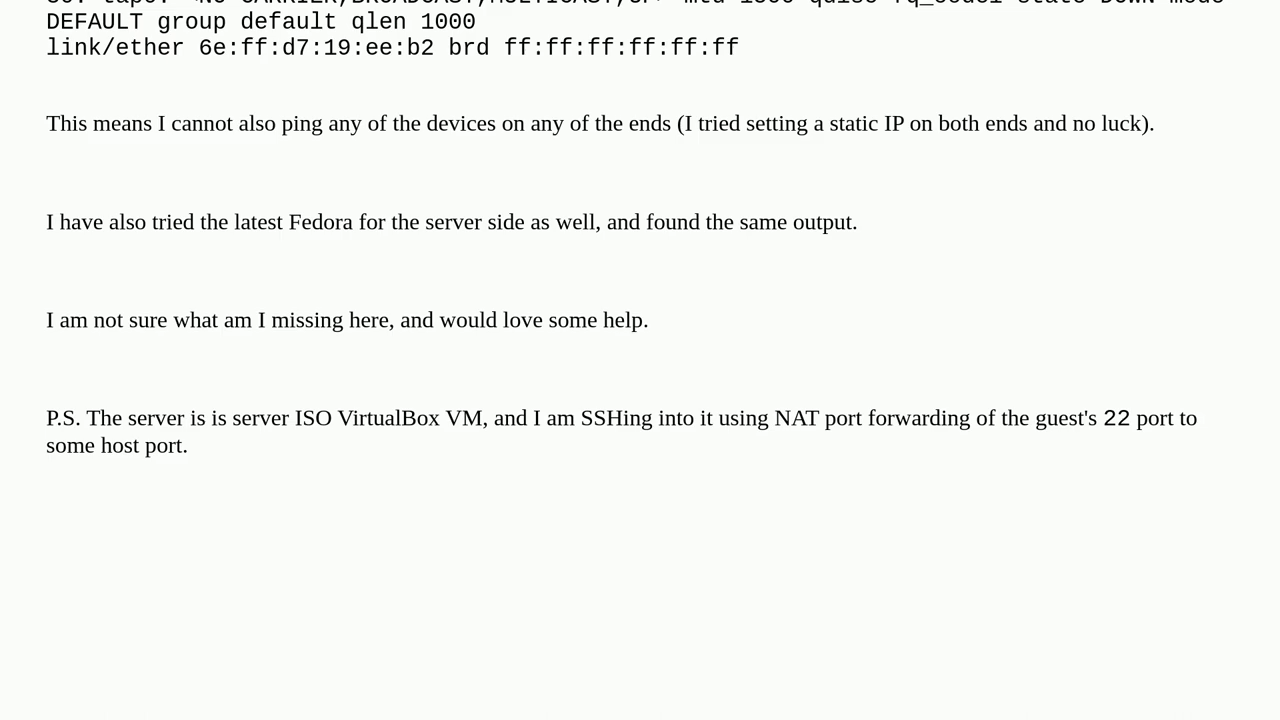 DEFAULT group default qlen 1000
link/ether 6e:ff:d7:19:ee:b2 brd ff:ff:ff:ff:ff:ff
This means I cannot also ping any of the devices on any of the ends (I tried setting a static IP on both ends and no luck).
I have also tried the latest Fedora for the server side as well, and found the same output.
I am not sure what am I missing here, and would love some help.
P.S. The server is is server ISO VirtualBox VM, and I am SSHing into it using NAT port forwarding of the guest's 22 port to
some host port.